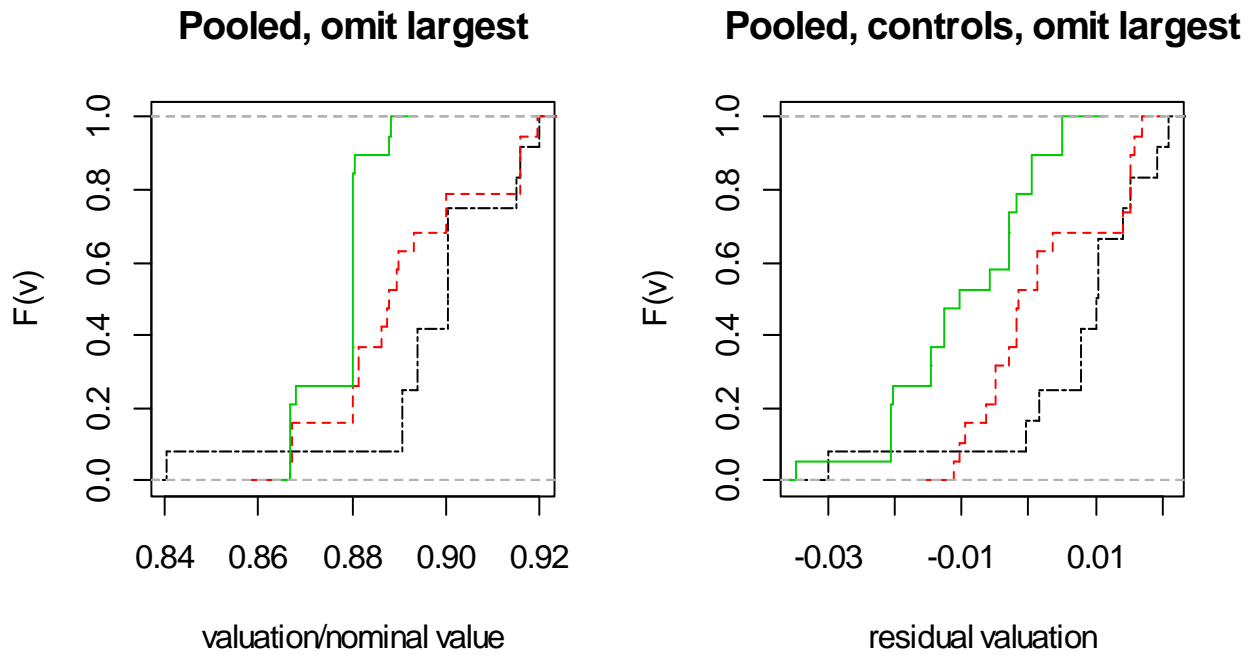 Pooled, omit largest
F(v)
1.0
0.8
0.6
0.4
0.2
0.0
0.84 0.86 0.88 0.90 0.92
valuation/nominal value
Pooled, controls, omit largest
F(v)
1.0
0.8
0.6
0.4
0.2
0.0
-0.03 -0.01 0.01
residual valuation